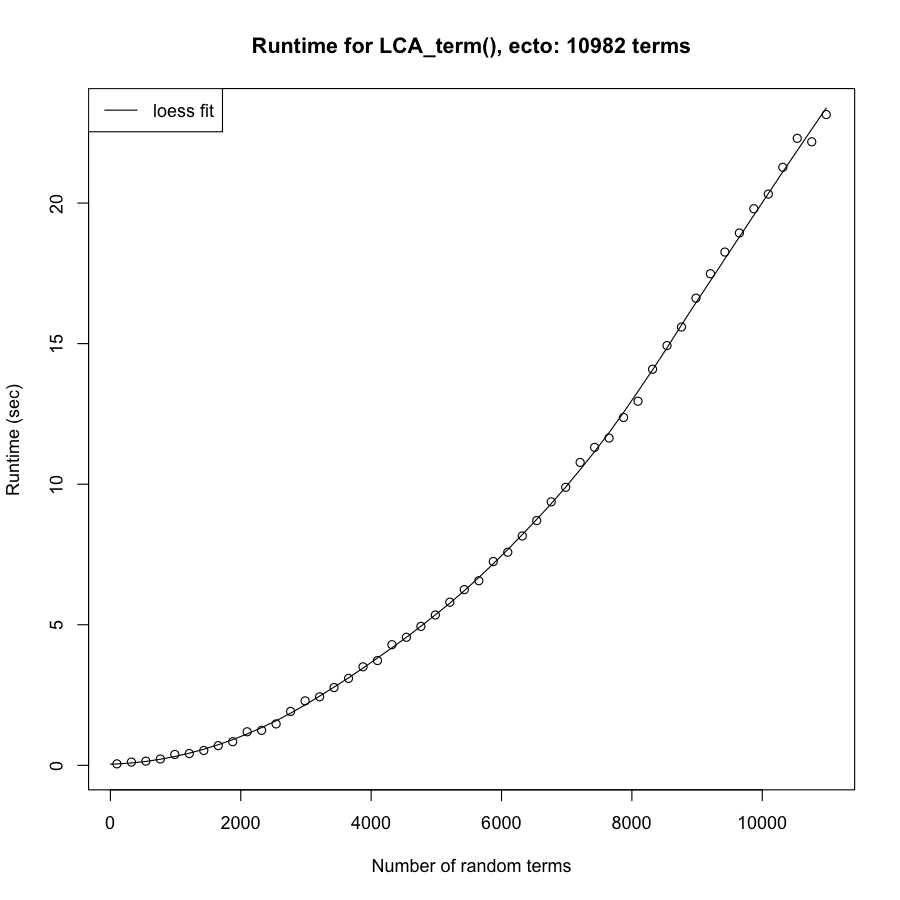 Runtime for LCA_term(), ecto: 10982 terms
loess fit
Runtime (sec)
20
15
10
5
0
0 2000 4000 6000 8000 10000
Number of random terms